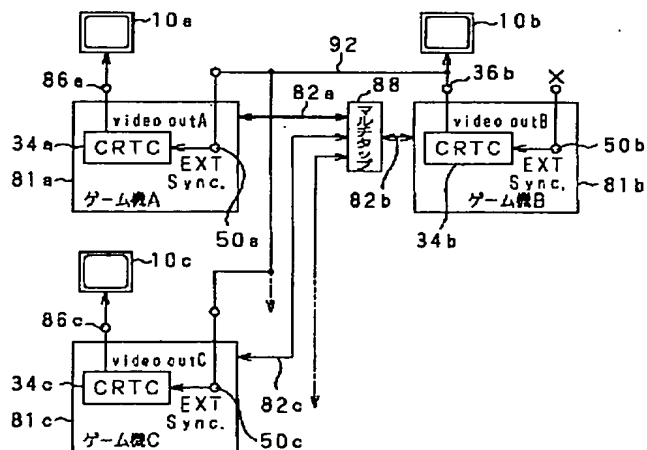 10a
10b
92
86a
82a
88
36b
×
video outA
マルチタップ
video outB
34a
CRTC
CRTC
50b
81a
EXT
Sync.
82b
EXT
Sync.
81b
ゲーム機A
ゲーム機B
50a
34b
10c
86c
video outC
34c
CRTC
82c
81c
EXT
Sync.
50c
ゲーム機C